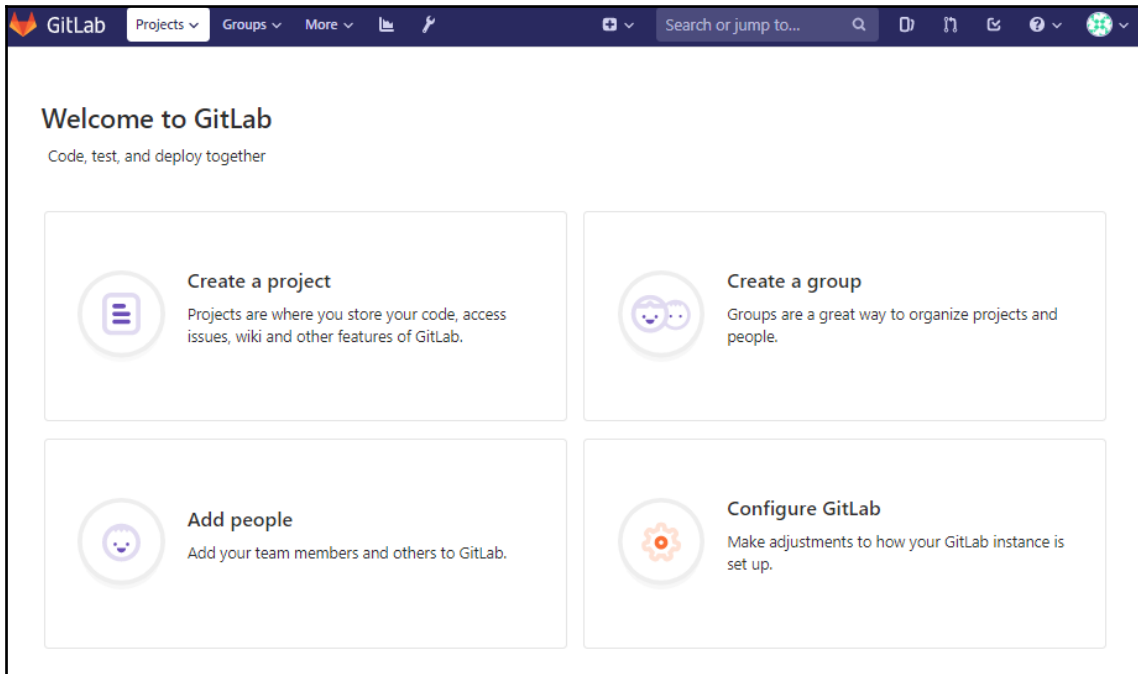 GitLab Projects Groups More Search or jump to...
Welcome to GitLab
Code, test, and deploy together
Create a project
Projects are where you store your code, access
issues, wiki and other features of GitLab.
Create a group
Groups are a great way to organize projects and
people.
Add people
Add your team members and others to GitLab.
Configure GitLab
Make adjustments to how your GitLab instance is
set up.